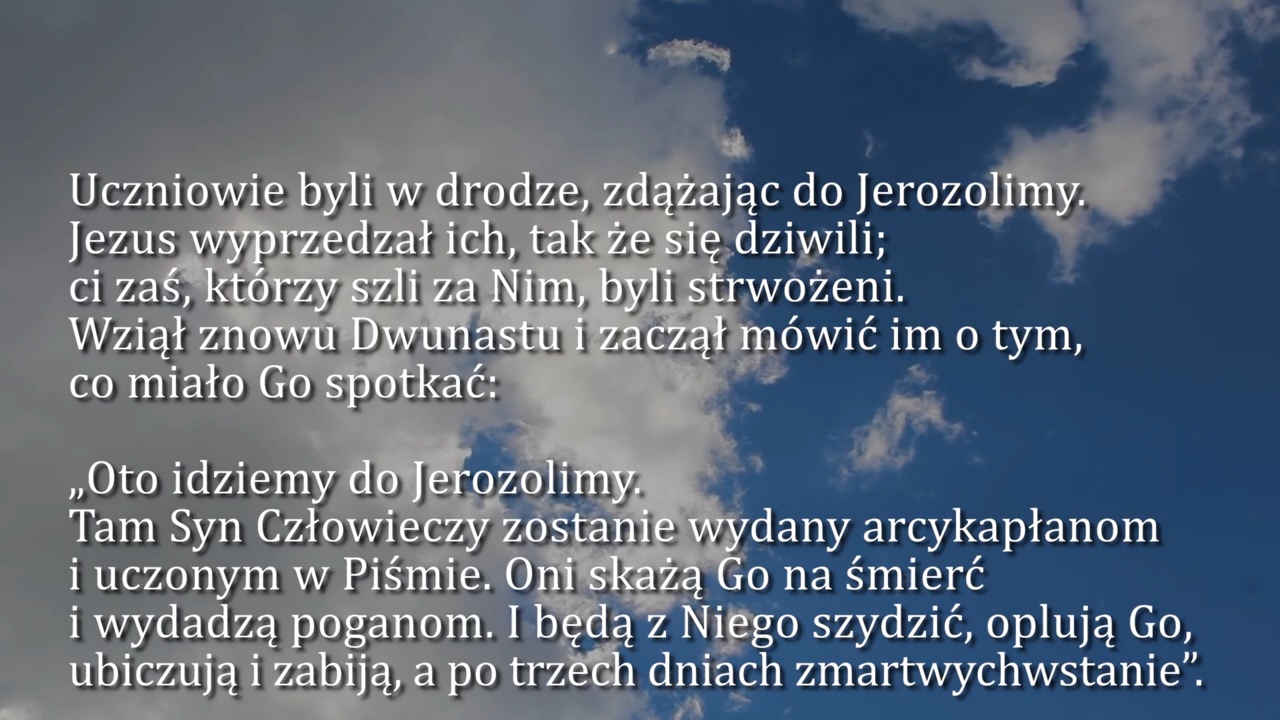 Uczniowie byli w drodze, zdążając do Jerozolimy.
Jezus wyprzedzał ich, tak że się dziwili;
ci zaś, którzy szli za Nim, byli strwożeni.
Wziął znowu Dwunastu i zaczął mówić im o tym,
co miało Go spotkać:
„Oto idziemy do Jerozolimy.
Tam Syn Człowieczy zostanie wydany arcykapłanom
i uczonym w Piśmie. Oni skażą Go na śmierć
i wydadzą poganom. I będą z Niego szydzić, oplują Go,
ubiczują i zabiją, a po trzech dniach zmartwychwstanie”.